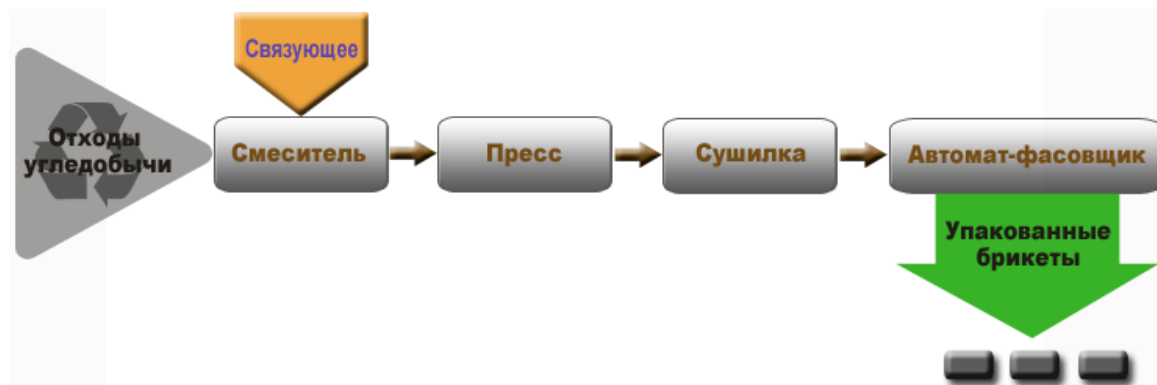 Связующее
Отходы
угледобычи
Смеситель
Пресс
Сушилка
Автомат-фасовщик
Упакованные
брикеты